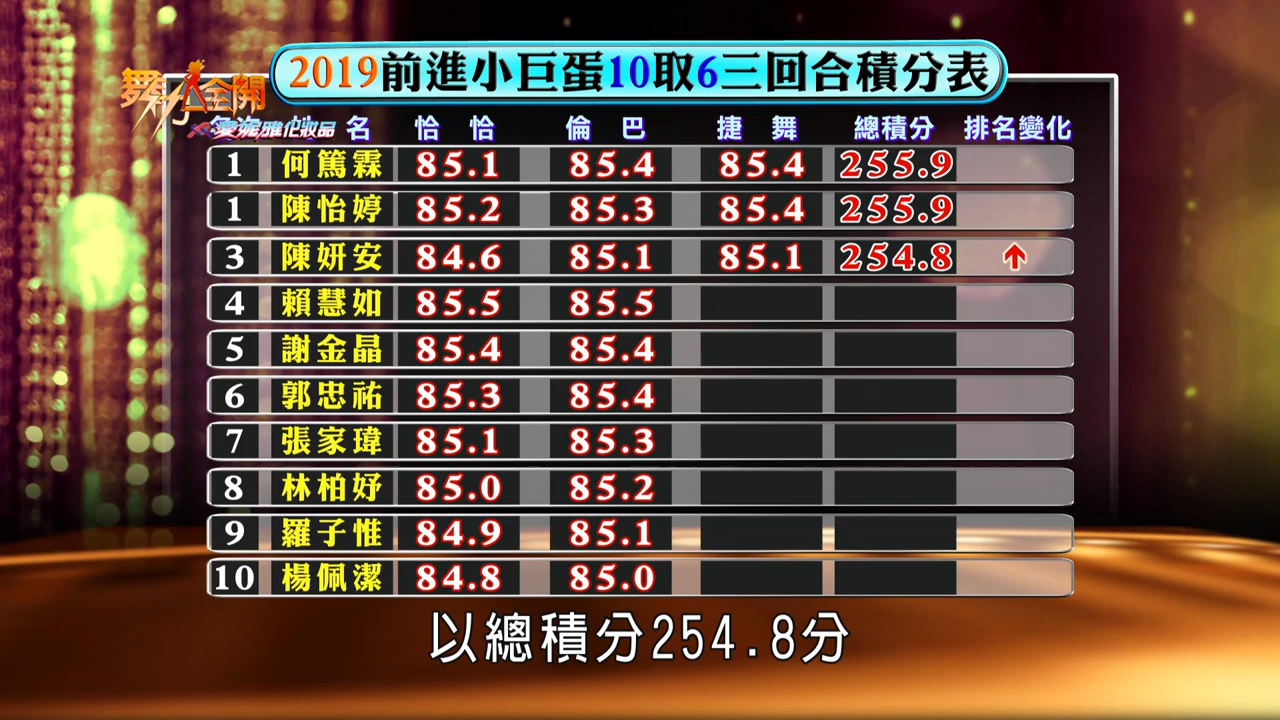 2019前進小巨蛋10取6三回合積分表
舞力全開
愛妮雅化妝品
名 恰恰 倫巴 捷舞 總積分 排名變化
1 何篤霖 85.1 85.4 85.4 255.9
1 陳怡婷 85.2 85.3 85.4 255.9
3 陳妍安 84.6 85.1 85.1 254.8 ↑
4 賴慧如 85.5 85.5
5 謝金晶 85.4 85.4
6 郭忠祐 85.3 85.4
7 張家瑋 85.1 85.3
8 林柏妤 85.0 85.2
9 羅子惟 84.9 85.1
10 楊佩潔 84.8 85.0
以總積分254.8分